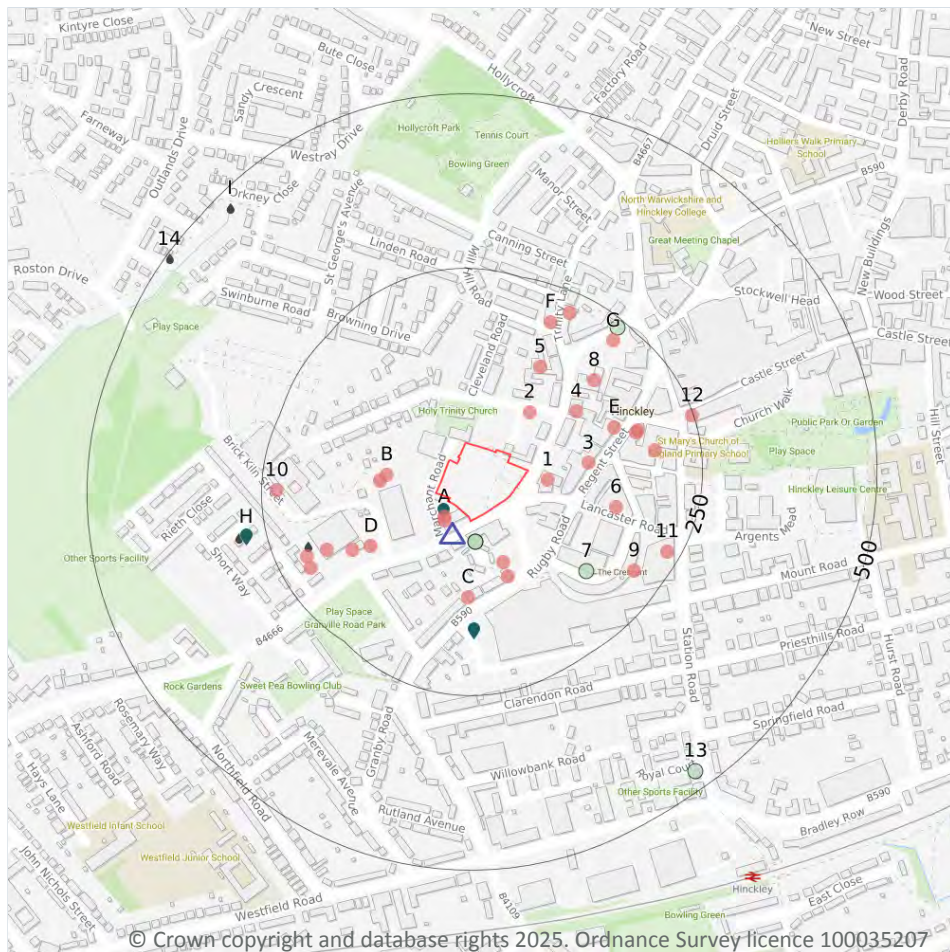 Kintyre Close
Bute Close
New Street
Derby Road
Factory Road
Sandy
Crescent
Hollycroft
Druid Street
Farneway
Outlands Drive
Westray Drive
Hollycroft Park
Tennis Court
Bowling Green
B4667
Holliers Walk Primary
School
B590
I
Orkney Close
Manor Street
North Warwickshire and
Hinckley College
St George's Avenue
14
Linden Road
Canning Street
Great Meeting Chapel
New Buildings
Roston Drive
Mill Hill Road
Swinburne Road
Stockwell Head
Wood Street
Browning Drive
F
Trinity Lane
G
Play Space
Cleveland Road
5
Castle Street
8
Castle Street
2
4
12
Holy Trinity Church
E
Hinckley
Church Walk
Public Park Or Garden
Hill Street
Brick Kiln Street
St Mary's Church of
England Primary School
Play Space
B
3
Regent Street
10
1
Marchant Road
Hinckley Leisure Centre
A
6
250
Rieth Close
H
D
Lancaster Road
Argents Mead
11
500
Other Sports Facility
Short Way
Rugby Road
7
The Crescent
9
Mount Road
C
Play Space
Granville Road Park
B590
B4666
Station Road
Priesthills Road
Hurst Road
Rock Gardens
Sweet Pea Bowling Club
Clarendon Road
Rosemary Way
Springfield Road
Ashford Road
Merevale Avenue
Granby Road
Northfield Road
13
Hays Lane
Willowbank Road
Royal Court
Other Sports Facility
B590
Rutland Avenue
Bradley Row
Westfield Infant School
Westfield Junior School
John Nichols Street
Hinckley
East Close
Westfield Road
B4109
Bowling Green
© Crown copyright and database rights 2025. Ordnance Survey licence 100035207